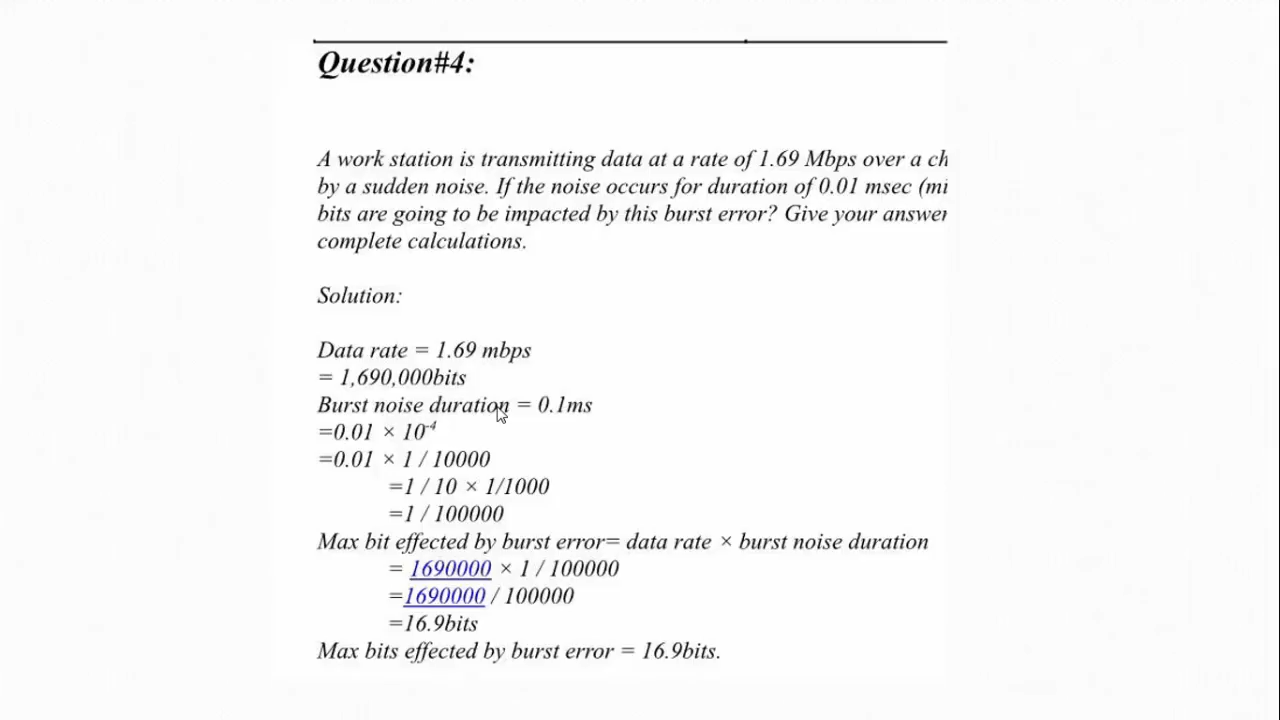 Question#4:
A work station is transmitting data at a rate of 1.69 Mbps over a ch
by a sudden noise. If the noise occurs for duration of 0.01 msec (mi
bits are going to be impacted by this burst error? Give your answer
complete calculations.
Solution:
Data rate = 1.69 mbps
= 1,690,000bits
Burst noise duration = 0.1ms
=0.01 × 10⁻⁴
=0.01 × 1 / 10000
=1 / 10 × 1/1000
=1 / 100000
Max bit effected by burst error= data rate × burst noise duration
= 1690000 × 1 / 100000
=1690000 / 100000
=16.9bits
Max bits effected by burst error = 16.9bits.